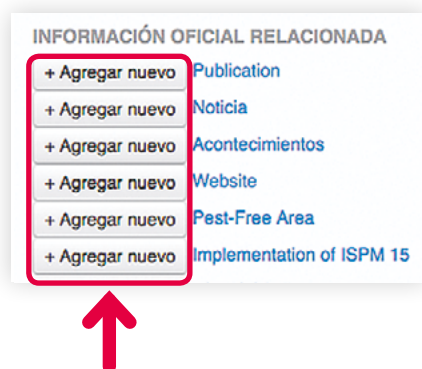 INFORMACIÓN OFICIAL RELACIONADA
+ Agregar nuevo Publication
+ Agregar nuevo Noticia
+ Agregar nuevo Acontecimientos
+ Agregar nuevo Website
+ Agregar nuevo Pest-Free Area
+ Agregar nuevo Implementation of ISPM 15